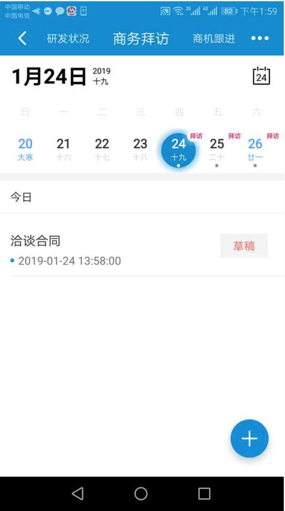 中国移动
中国电信
下午1:59
研发状况 商务拜访 商机跟进
1月24日 2019 十九 24
日 一 二 三 四 五 六
拜访 拜访 拜访
20 21 22 23 24 25 26
大寒 十六 十七 十八 十九 二十 廿一
今日
洽谈合同
草稿
2019-01-24 13:58:00